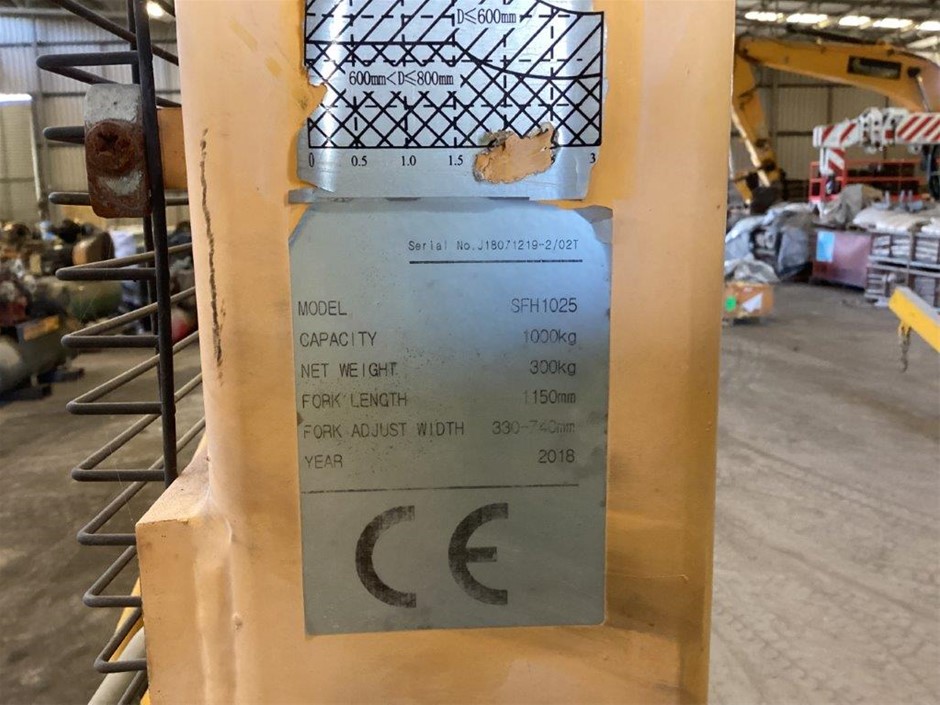 D≤600mm
600mm<D≤800mm
0 0.5 1.0 1.5 3
Serial No.J18071219-2/02T
MODEL SFH1025
CAPACITY 1000kg
NET WEIGHT 300kg
FORK LENGTH 1150mm
FORK ADJUST WIDTH 330-740mm
YEAR 2018
CE